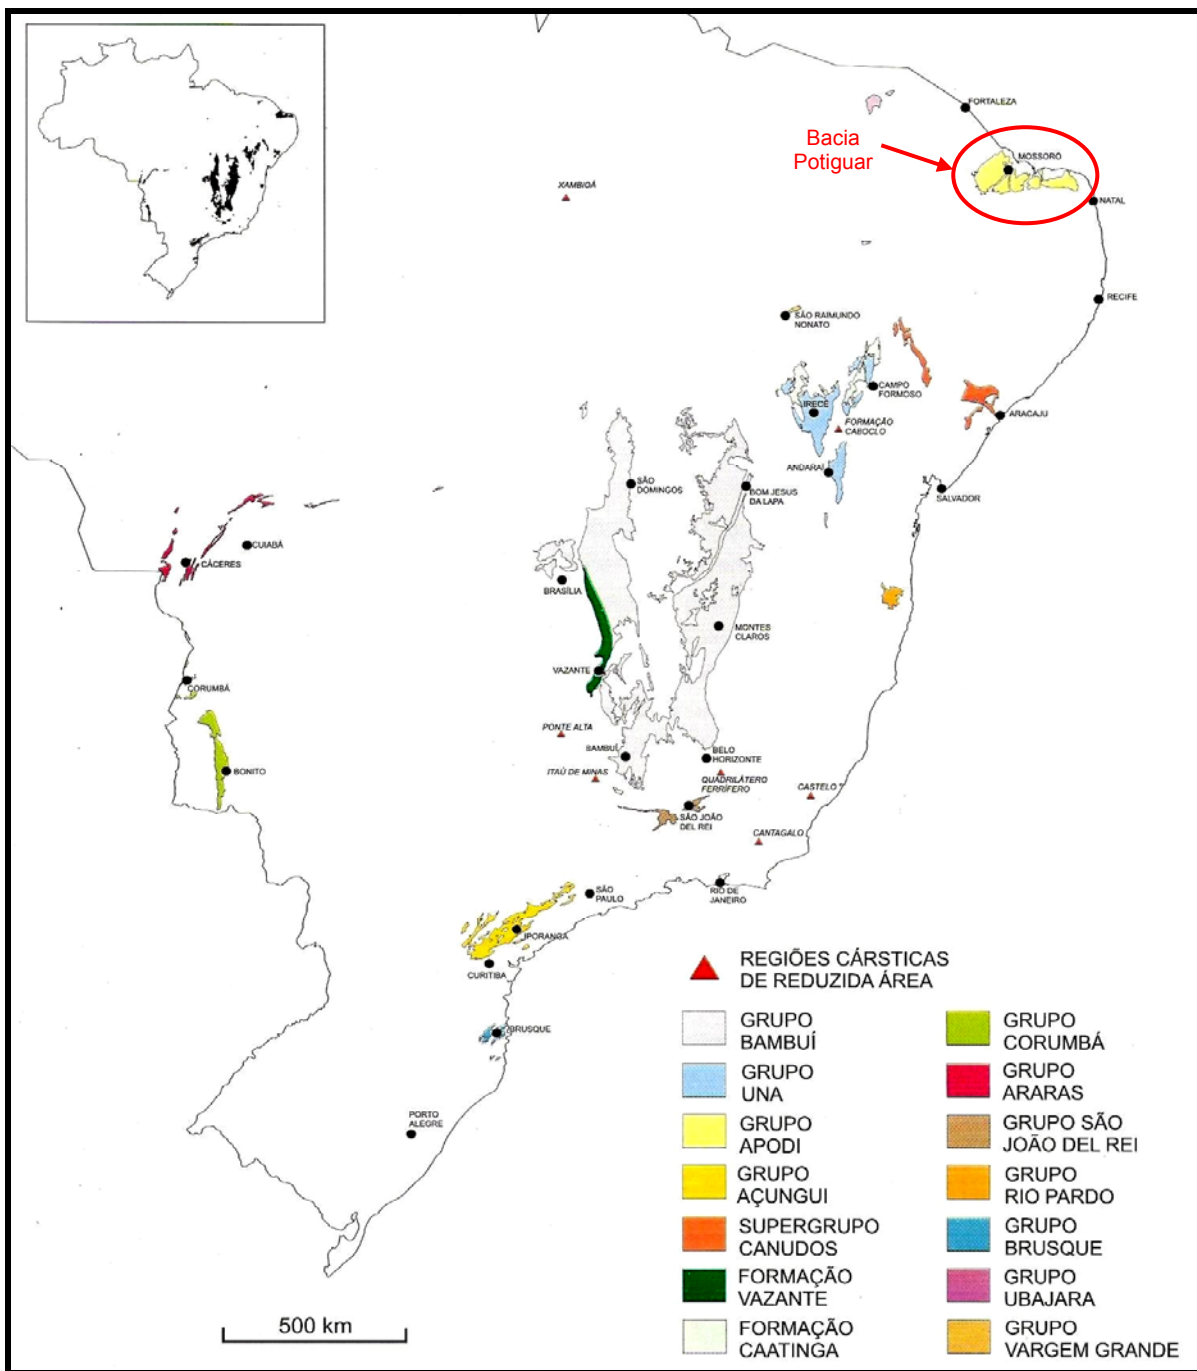 FORTALEZA
Bacia
Potiguar
MOSSORÓ
XAMBIOÁ
NATAL
RECIFE
SÃO RAIMUNDO
NONATO
CAMPO
FORMOSO
IRECÊ
ARACAJU
FORMAÇÃO
CABOCLO
ANDARAÍ
SÃO
DOMINGOS
BOM JESUS
DA LAPA
SALVADOR
CUIABÁ
CÁCERES
BRASÍLIA
MONTES
CLAROS
VAZANTE
CORUMBÁ
PONTE ALTA
BAMBUÍ
BELO
HORIZONTE
BONITO
ITAÚ DE MINAS
QUADRILÁTERO
FERRÍFERO
CASTELO
SÃO JOÃO
DEL REI
CANTAGALO
SÃO
PAULO
RIO DE
JANEIRO
IPORANGA
CURITIBA
BRUSQUE
PORTO
ALEGRE
REGIÕES CÁRSTICAS
DE REDUZIDA ÁREA
GRUPO
BAMBUÍ
GRUPO
UNA
GRUPO
APODI
GRUPO
AÇUNGUI
SUPERGRUPO
CANUDOS
FORMAÇÃO
VAZANTE
FORMAÇÃO
CAATINGA
GRUPO
CORUMBÁ
GRUPO
ARARAS
GRUPO SÃO
JOÃO DEL REI
GRUPO
RIO PARDO
GRUPO
BRUSQUE
GRUPO
UBAJARA
GRUPO
VARGEM GRANDE
500 km